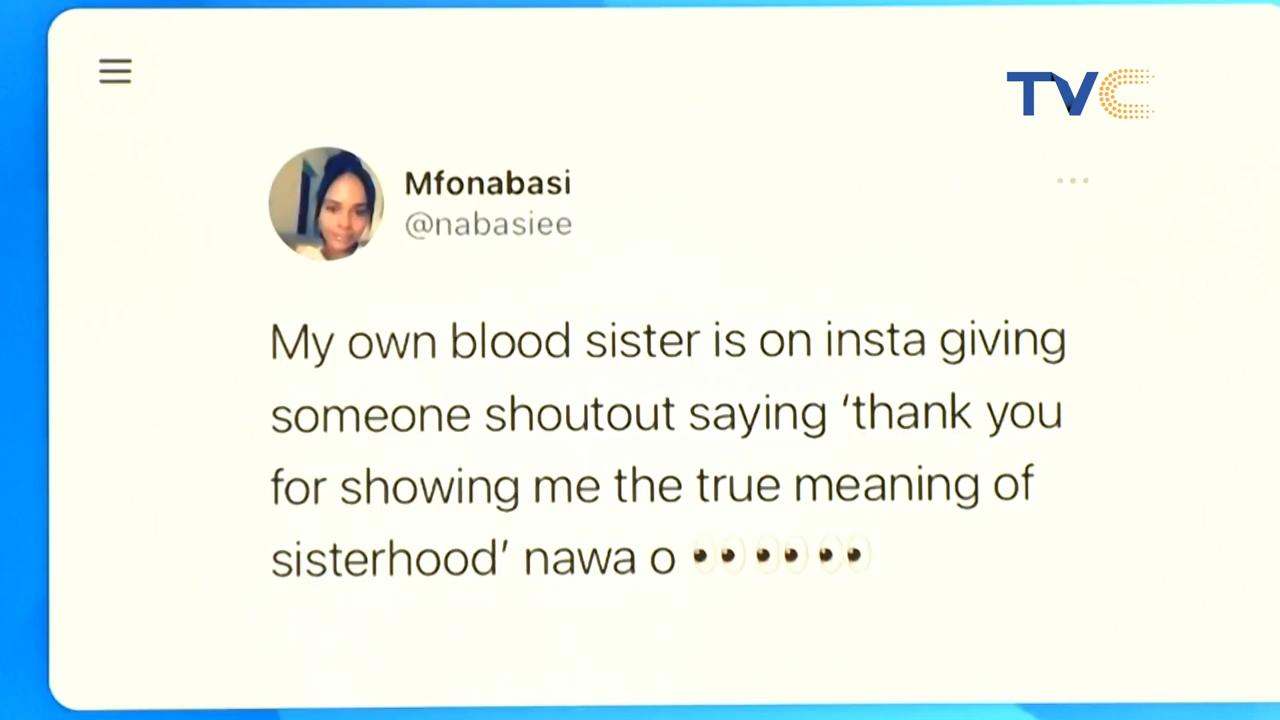 TVC
Mfonabasi
@nabasiee
My own blood sister is on insta giving
someone shoutout saying ‘thank you
for showing me the true meaning of
sisterhood’ nawa o 👀👀👀